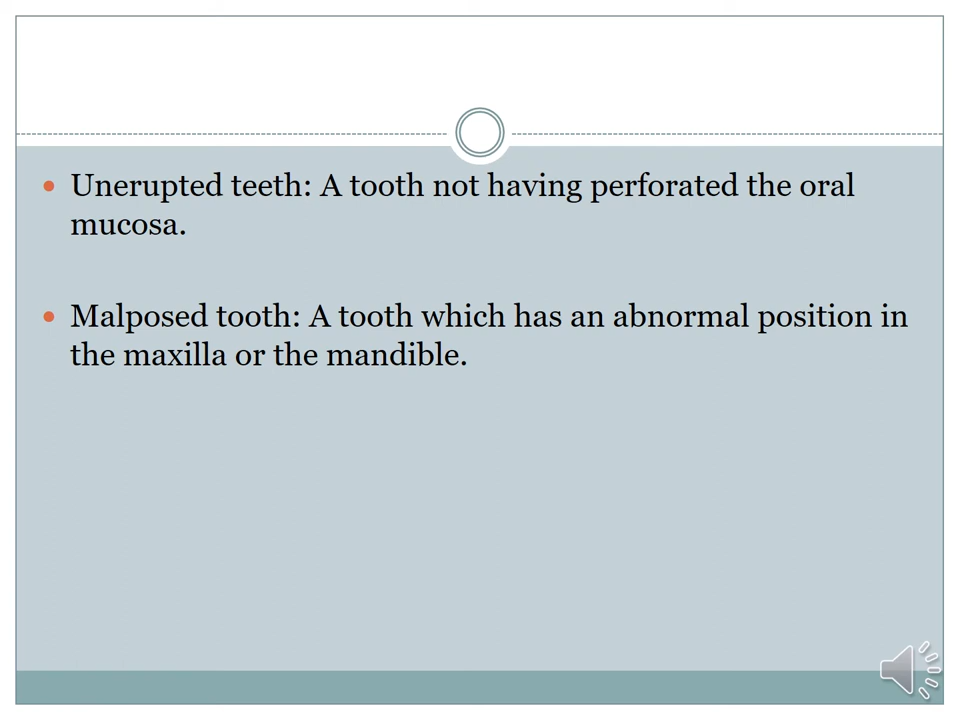 Unerupted teeth: A tooth not having perforated the oral
mucosa.
Malposed tooth: A tooth which has an abnormal position in
the maxilla or the mandible.